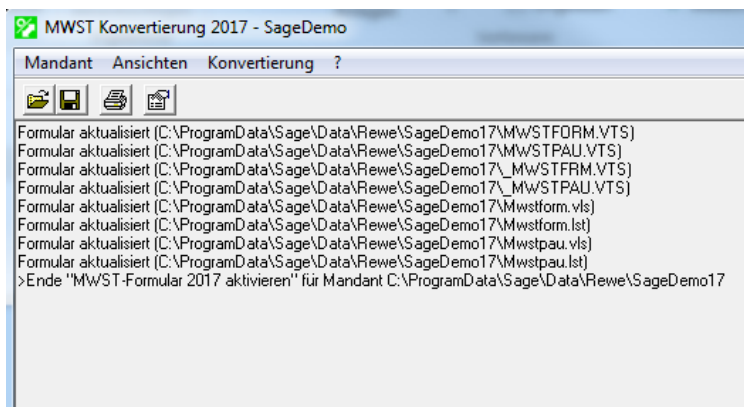 MWST Konvertierung 2017 - SageDemo
Mandant Ansichten Konvertierung ?
Formular aktualisiert (C:\ProgramData\Sage\Data\Rewe\SageDemo17\MWSTFORM.VTS)
Formular aktualisiert (C:\ProgramData\Sage\Data\Rewe\SageDemo17\MWSTPAU.VTS)
Formular aktualisiert (C:\ProgramData\Sage\Data\Rewe\SageDemo17\_MWSTFRM.VTS)
Formular aktualisiert (C:\ProgramData\Sage\Data\Rewe\SageDemo17\_MWSTPAU.VTS)
Formular aktualisiert (C:\ProgramData\Sage\Data\Rewe\SageDemo17\Mwstform.vls)
Formular aktualisiert (C:\ProgramData\Sage\Data\Rewe\SageDemo17\Mwstform.lst)
Formular aktualisiert (C:\ProgramData\Sage\Data\Rewe\SageDemo17\Mwstpau.vls)
Formular aktualisiert (C:\ProgramData\Sage\Data\Rewe\SageDemo17\Mwstpau.lst)
>Ende "MWST-Formular 2017 aktivieren" für Mandant C:\ProgramData\Sage\Data\Rewe\SageDemo17